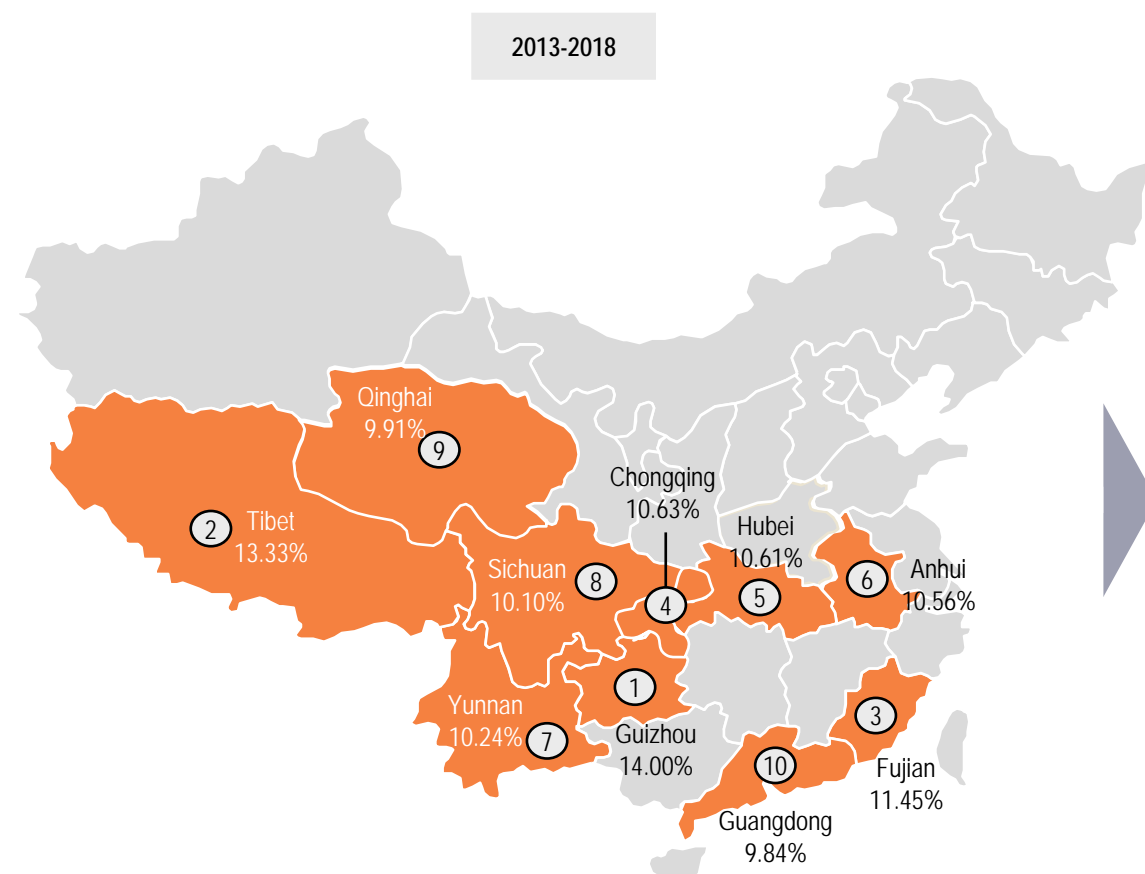 2013-2018
Qinghai
9.91%
9
Chongqing
10.63%
2
Tibet
13.33%
Hubei
10.61%
Sichuan
10.10%
8
4
5
6
Anhui
10.56%
1
Yunnan
10.24%
7
Guizhou
14.00%
3
Fujian
11.45%
10
Guangdong
9.84%